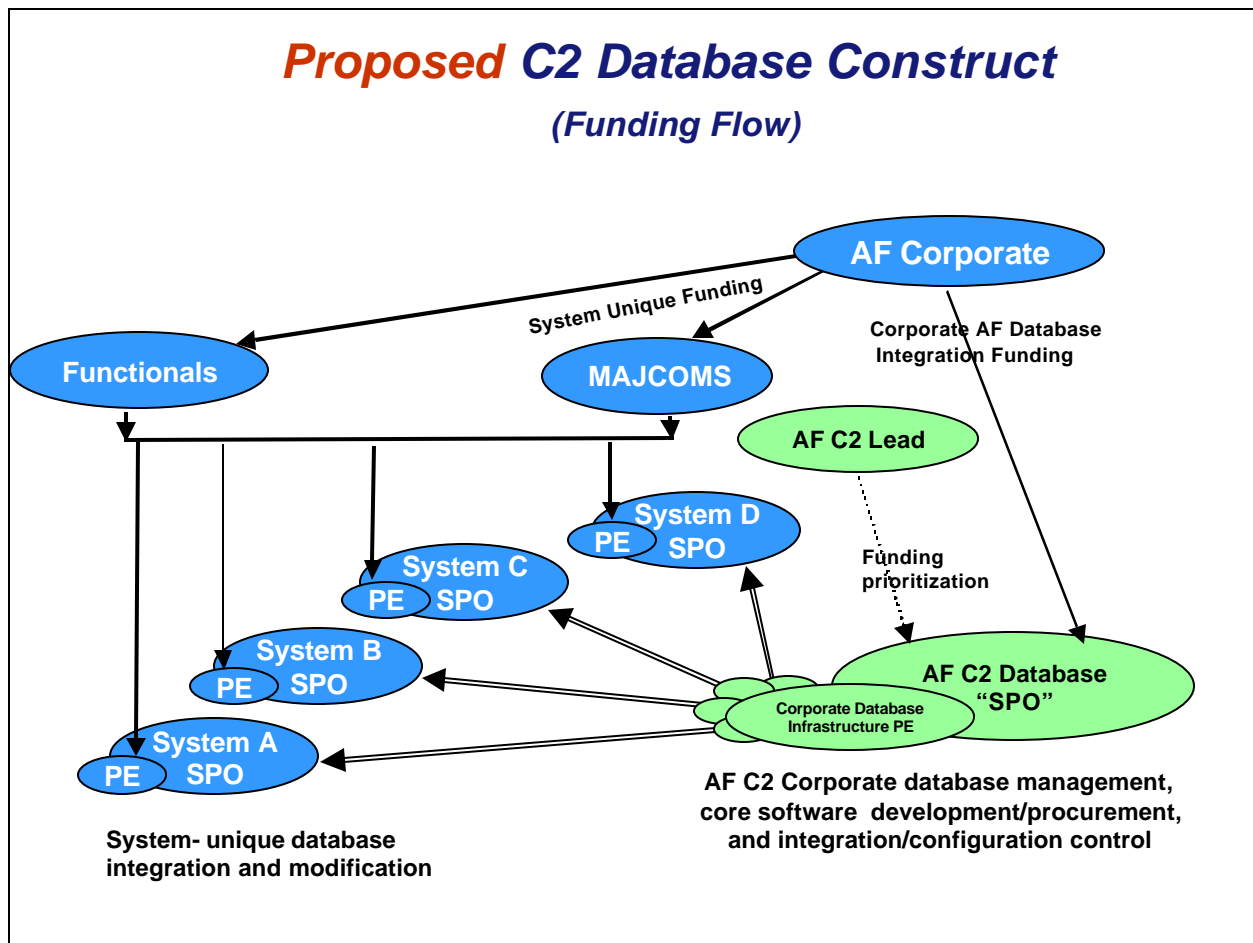 Proposed C2 Database Construct
(Funding Flow)
AF Corporate
System Unique Funding
Corporate AF Database
Integration Funding
Functionals
MAJCOMS
AF C2 Lead
System D
SPO
PE
Funding
prioritization
System C
SPO
PE
System B
SPO
PE
AF C2 Database
“SPO”
Corporate Database
Infrastructure PE
System A
SPO
PE
AF C2 Corporate database management,
core software development/procurement,
and integration/configuration control
System- unique database
integration and modification